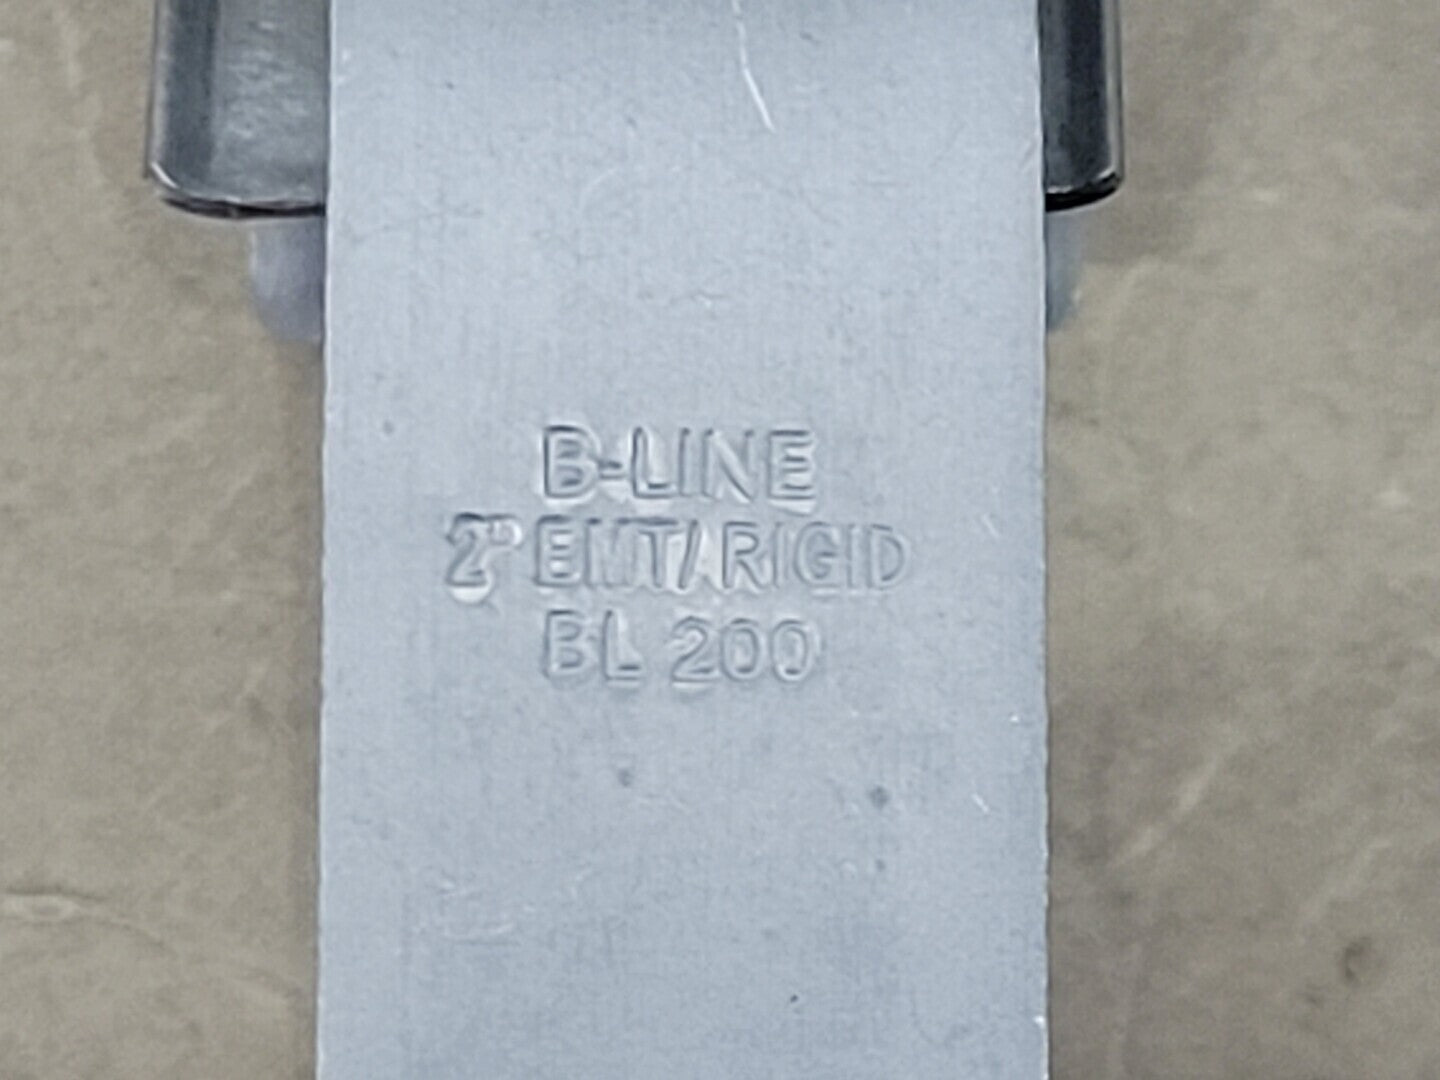 B-LINE
2" EMT/RIGID
BL 200